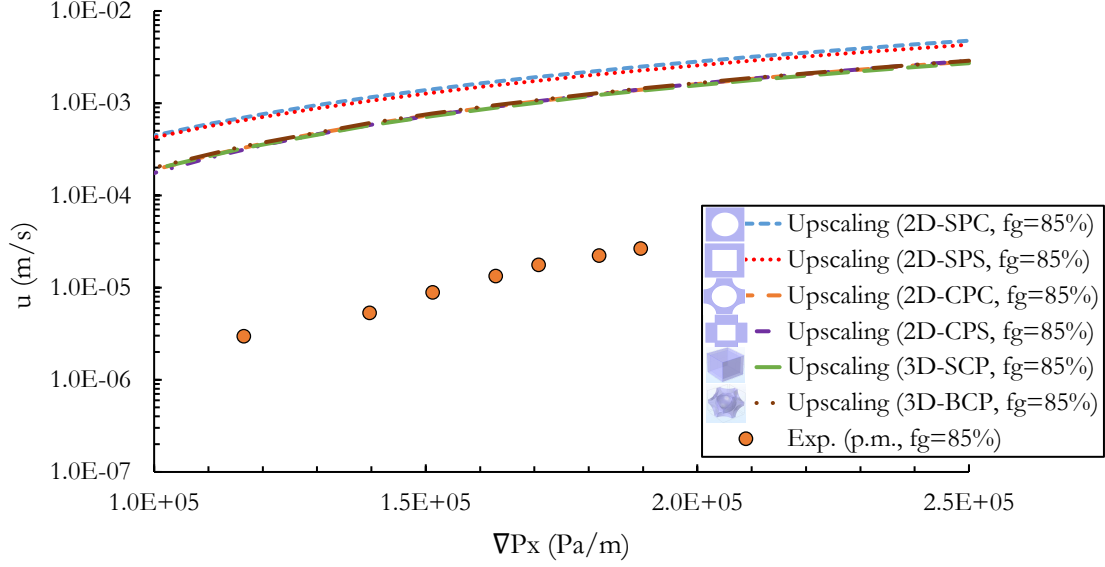 1.0E-02
1.0E-03
1.0E-04
1.0E-05
1.0E-06
1.0E-07
u (m/s)
1.0E+05
1.5E+05
2.0E+05
2.5E+05
∇Px (Pa/m)
Upscaling (2D-SPC, fg=85%)
Upscaling (2D-SPS, fg=85%)
Upscaling (2D-CPC, fg=85%)
Upscaling (2D-CPS, fg=85%)
Upscaling (3D-SCP, fg=85%)
Upscaling (3D-BCP, fg=85%)
Exp. (p.m., fg=85%)